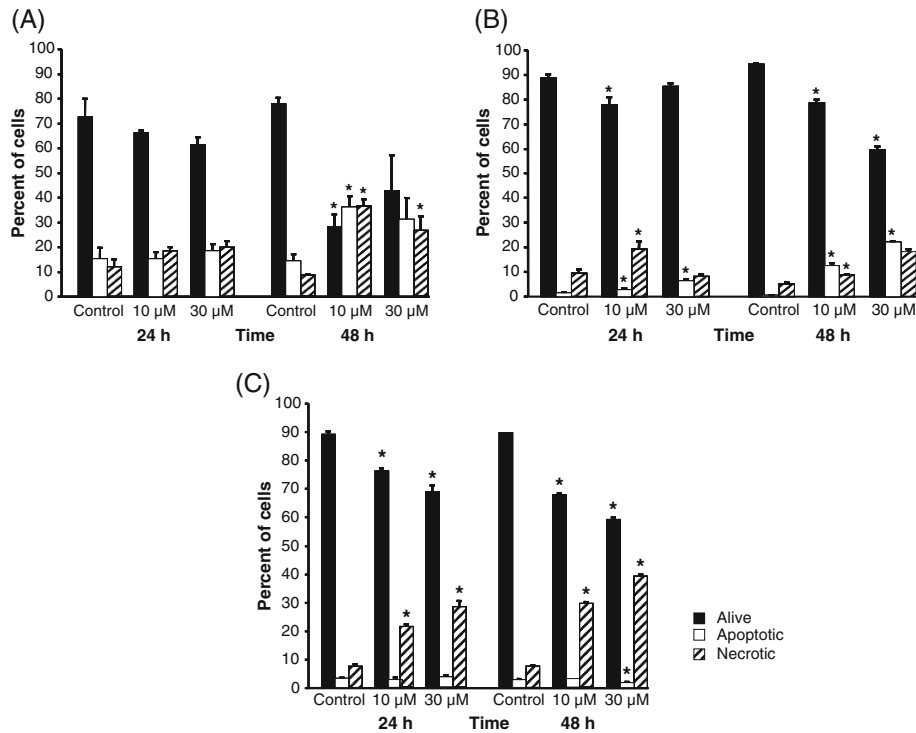 (A)
100
90
80
70
60
50
40
30
20
10
0
Percent of cells
* * * *
Control 10 µM 30 µM Control 10 µM 30 µM
24 h Time 48 h
(B)
100
90
80
70
60
50
40
30
20
10
0
Percent of cells
* * * * * * * * *
Control 10 µM 30 µM Control 10 µM 30 µM
24 h Time 48 h
(C)
100
90
80
70
60
50
40
30
20
10
0
Percent of cells
* * * * * * * * *
Control 10 µM 30 µM Control 10 µM 30 µM
24 h Time 48 h
Alive
Apoptotic
Necrotic